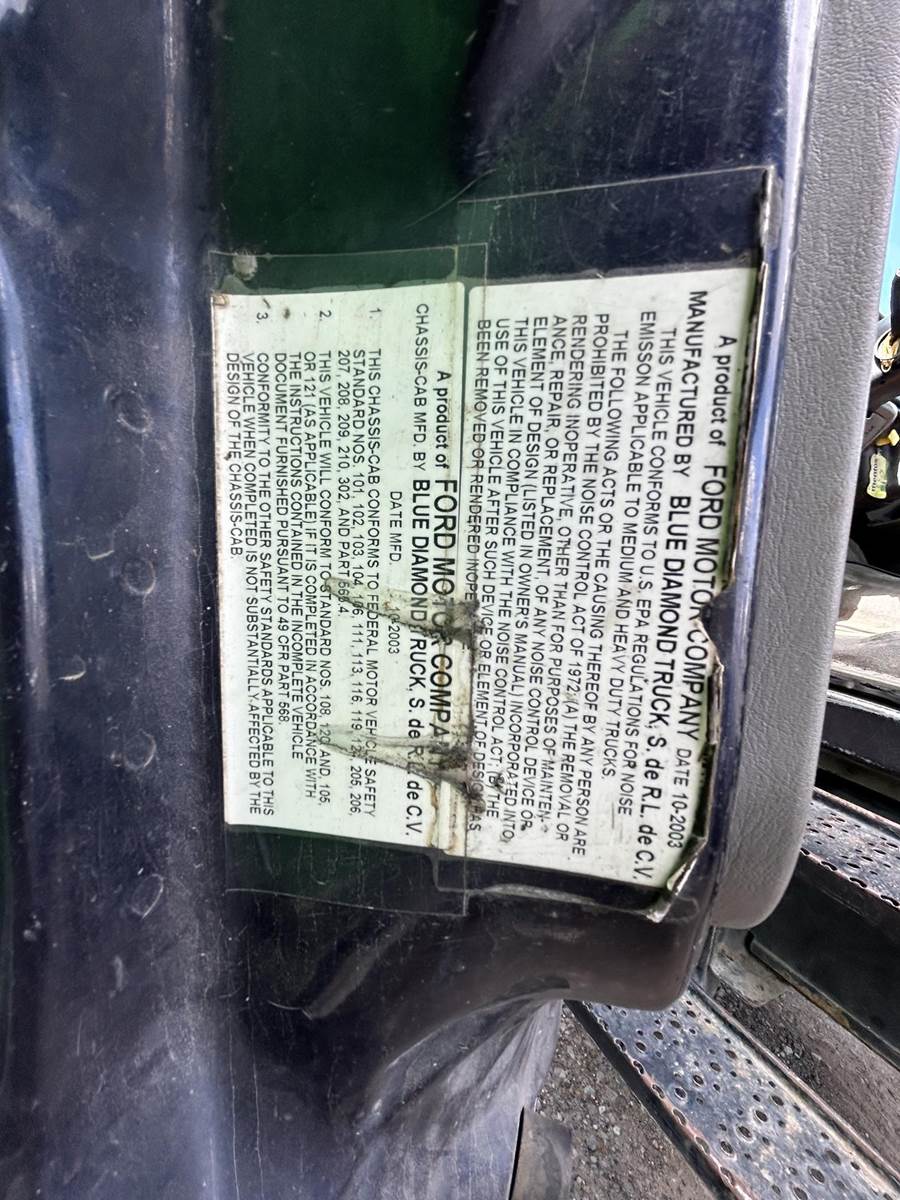 A product of FORD MOTOR COMPANY DATE 10-2003
MANUFACTURED BY BLUE DIAMOND TRUCK, S. de R.L. de C.V.
THIS VEHICLE CONFORMS TO U.S. EPA REGULATIONS FOR NOISE
EMISSON APPLICABLE TO MEDIUM AND HEAVY DUTY TRUCKS.
THE FOLLOWING ACTS OR THE CAUSING THEREOF BY ANY PERSON ARE
PROHIBITED BY THE NOISE CONTROL ACT OF 1972; (A) THE REMOVAL OR
RENDERING INOPERATIVE, OTHER THAN FOR PURPOSES OF MAINTEN-
ANCE, REPAIR, OR REPLACEMENT, OF ANY NOISE CONTROL DEVICE OR
ELEMENT OF DESIGN (LISTED IN OWNER'S MANUAL) INCORPORATED INTO
THIS VEHICLE IN COMPLIANCE WITH THE NOISE CONTROL ACT; (B) THE
USE OF THIS VEHICLE AFTER SUCH DEVICE OR ELEMENT OF DESIGN HAS
BEEN REMOVED OR RENDERED
A product of FORD MOTOR COMPA
CHASSIS-CAB MFD. BY BLUE DIAMOND TRUCK, S. de R.L. de C.V.
DATE MFD. 10-2003
1. THIS CHASSIS-CAB CONFORMS TO FEDERAL MOTOR VEHICLE SAFETY
STANDARD NOS. 101, 102, 103, 104, 106, 111, 113, 116, 119, 124, 205, 206,
207, 208, 209, 210, 302, AND PART
2. THIS VEHICLE WILL CONFORM TO STANDARD NOS. 108, 120 AND, 105,
OR 121 (AS APPLICABLE) IF IT IS COMPLETED IN ACCORDANCE WITH
THE INSTRUCTIONS CONTAINED IN THE INCOMPLETE VEHICLE
DOCUMENT FURNISHED PURSUANT TO 49 CFR PART 568.
3. CONFORMITY TO THE OTHER SAFETY STANDARDS APPLICABLE TO THIS
VEHICLE WHEN COMPLETED IS NOT SUBSTANTIALLY AFFECTED BY THE
DESIGN OF THE CHASSIS-CAB.